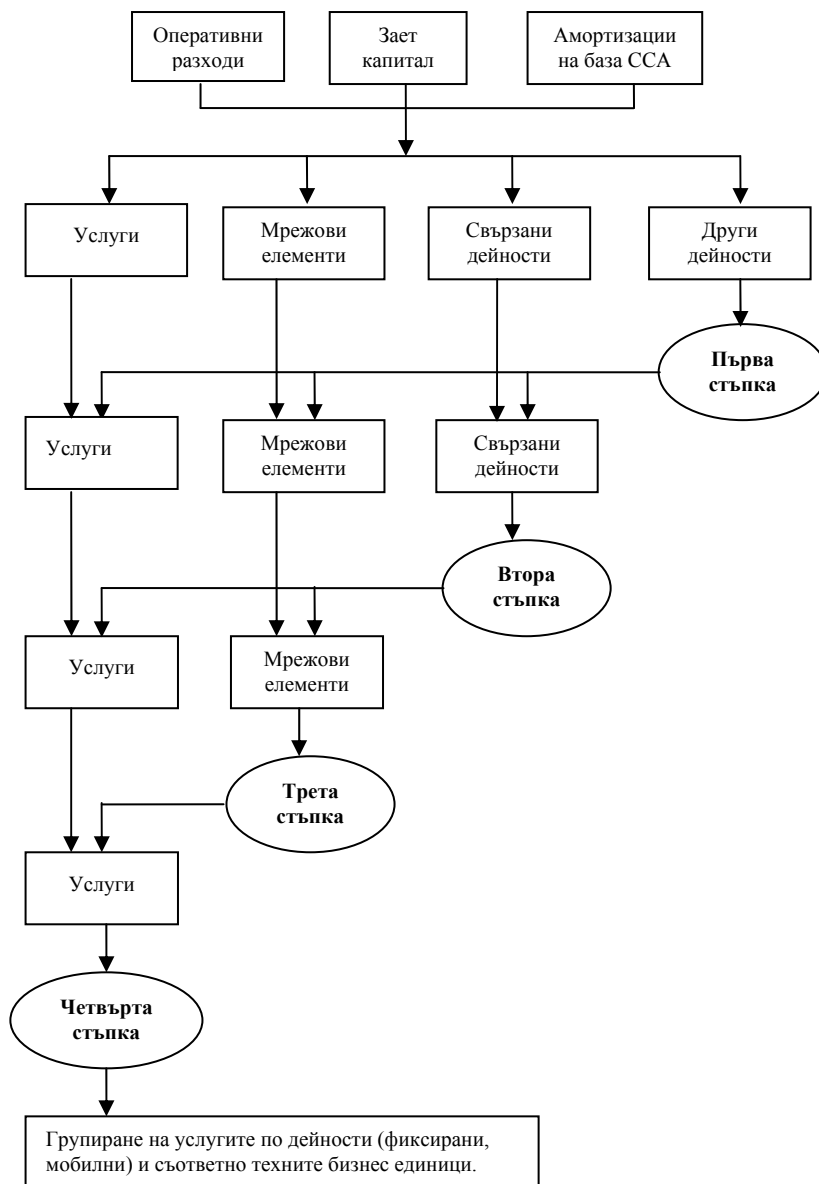 Оперативни
разходи
Зает
капитал
Амортизации
на база ССА
Услуги
Мрежови
елементи
Свързани
дейности
Други
дейности
Първа
стъпка
Услуги
Мрежови
елементи
Свързани
дейности
Втора
стъпка
Услуги
Мрежови
елементи
Трета
стъпка
Услуги
Четвърта
стъпка
Групиране на услугите по дейности (фиксирани,
мобилни) и съответно техните бизнес единици.